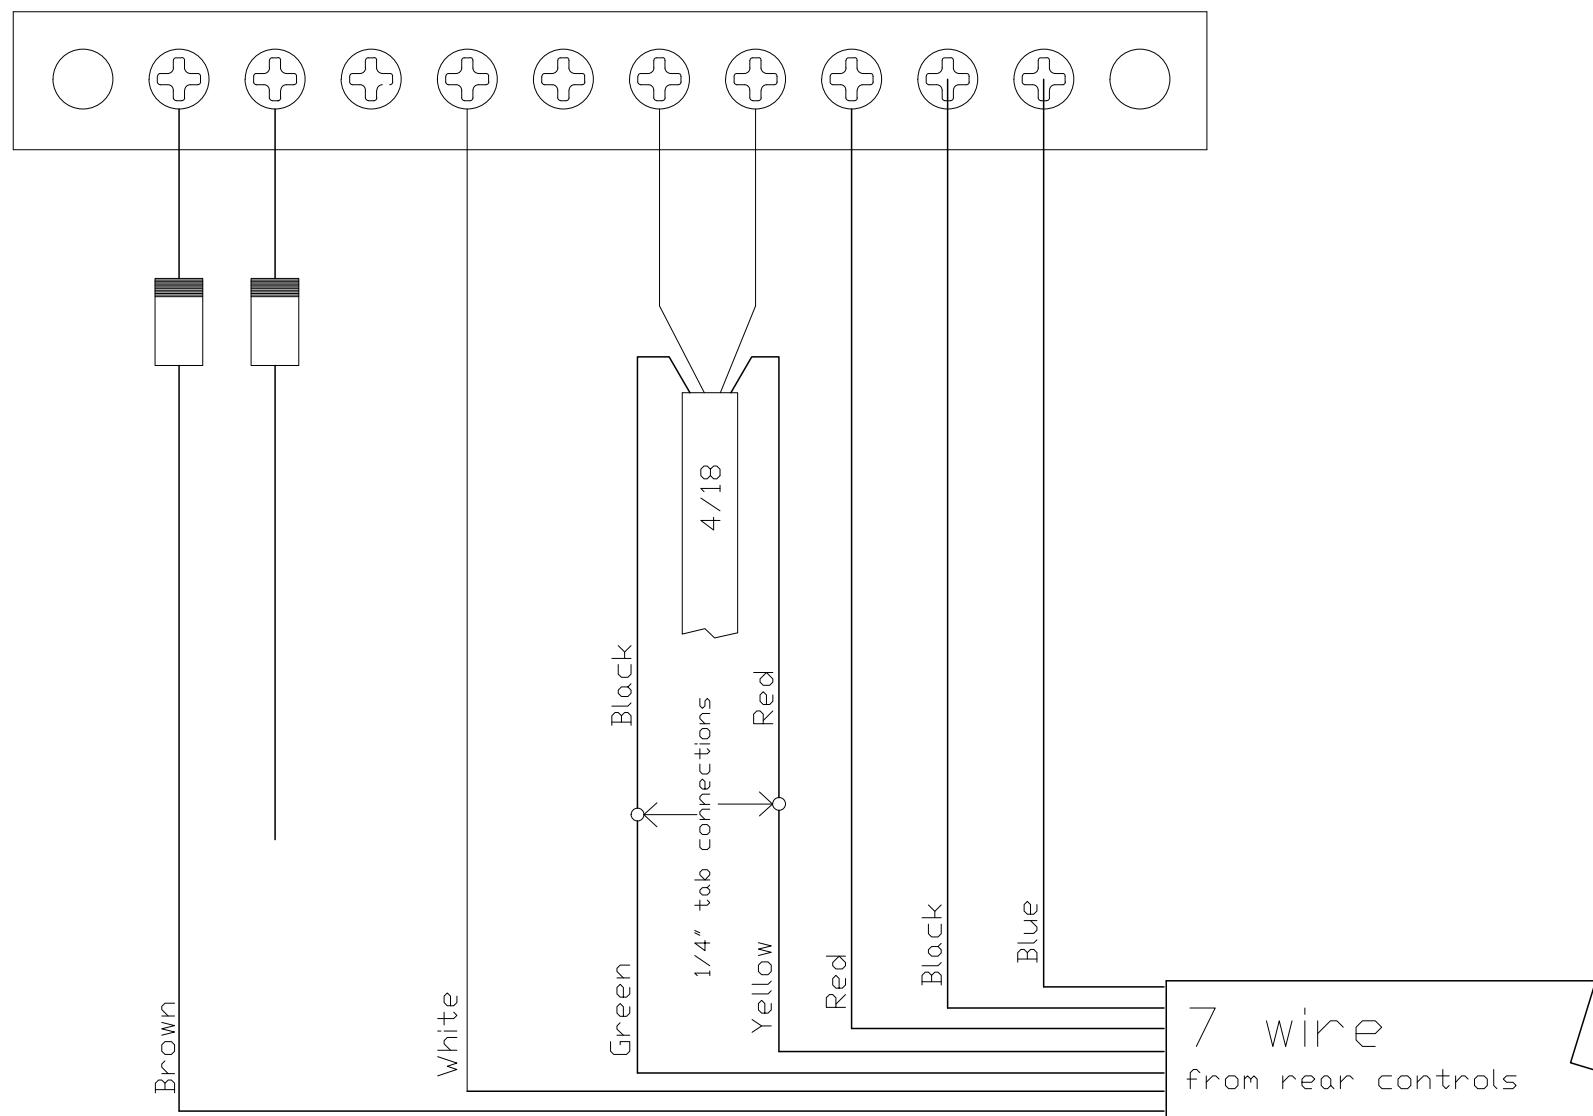 4/18
Black
Red
1/4" tab connections
Brown
White
Green
Yellow
Red
Black
Blue
7 wire
from rear controls